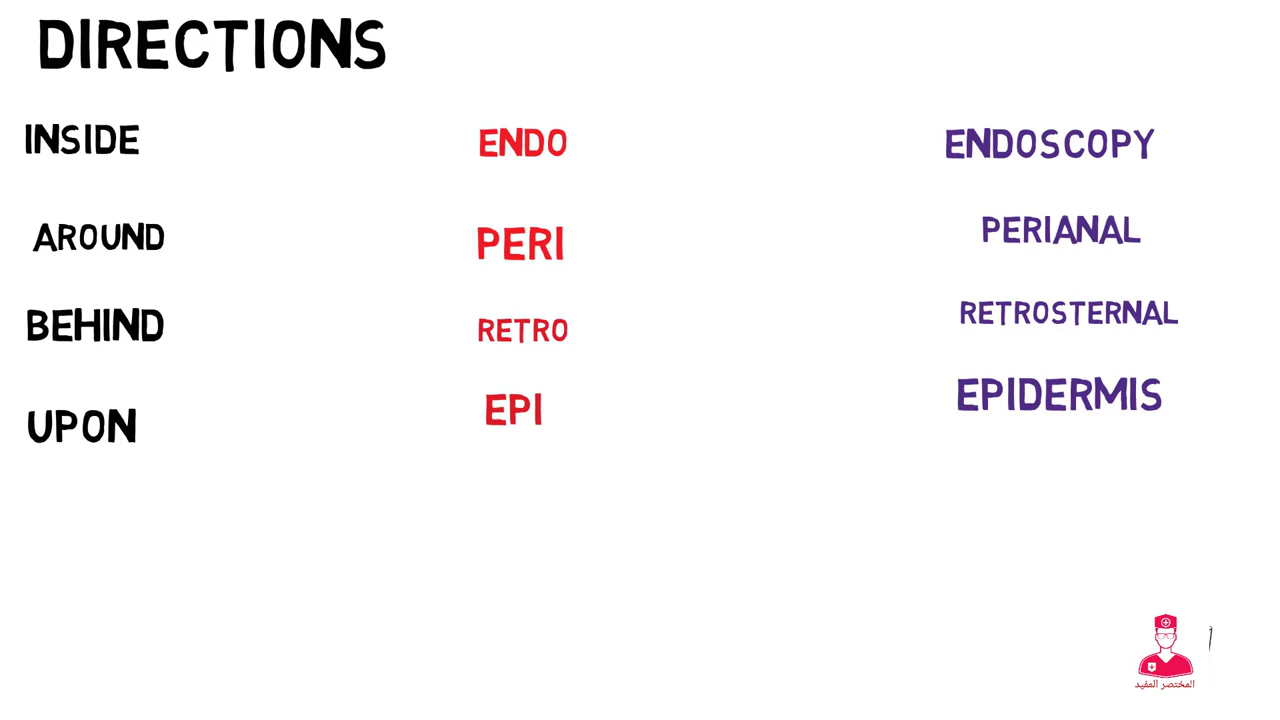 DIRECTIONS
INSIDE ENDO ENDOSCOPY
AROUND PERI PERIANAL
BEHIND RETRO RETROSTERNAL
UPON EPI EPIDERMIS
المختصر المفيد